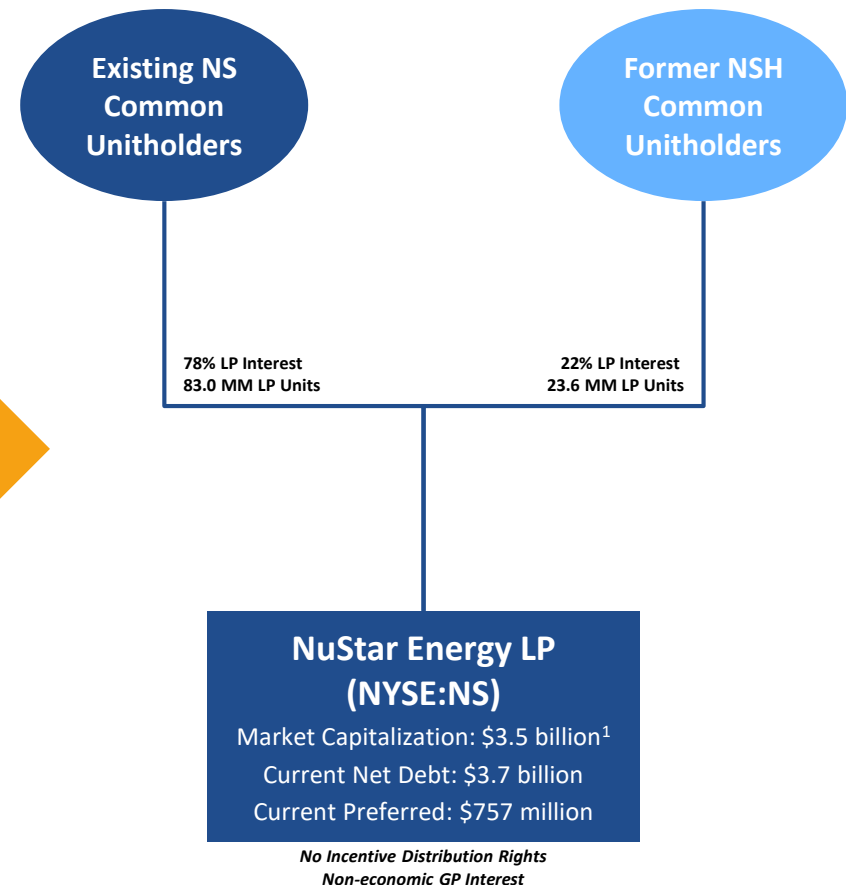 Existing NS
Common
Unitholders
Former NSH
Common
Unitholders
78% LP Interest
83.0 MM LP Units
22% LP Interest
23.6 MM LP Units
NuStar Energy LP
(NYSE:NS)
Market Capitalization: $3.5 billion¹
Current Net Debt: $3.7 billion
Current Preferred: $757 million
No Incentive Distribution Rights
Non-economic GP Interest